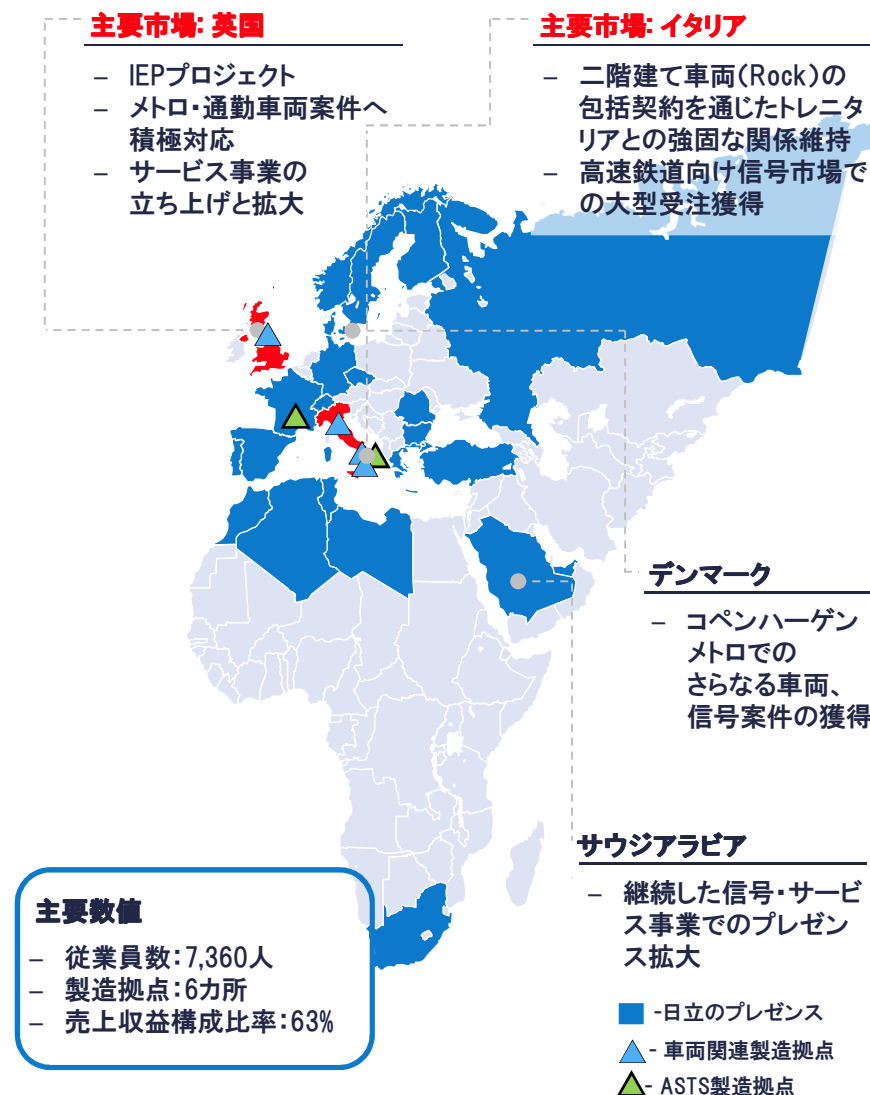 主要市場: 英国
– IEPプロジェクト
– メトロ・通勤車両案件へ
積極対応
– サービス事業の
立ち上げと拡大
主要市場: イタリア
– 二階建て車両(Rock)の
包括契約を通じたトレニタ
リアとの強固な関係維持
– 高速鉄道向け信号市場で
の大型受注獲得
デンマーク
– コペンハーゲン
メトロでの
さらなる車両、
信号案件の獲得
サウジアラビア
– 継続した信号・サービ
ス事業でのプレゼン
ス拡大
主要数値
– 従業員数:7,360人
– 製造拠点:6カ所
– 売上収益構成比率:63%
-日立のプレゼンス
- 車両関連製造拠点
- ASTS製造拠点